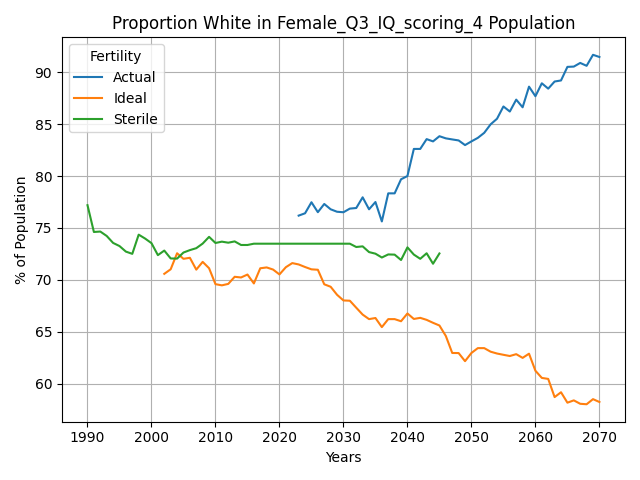 Proportion White in Female_Q3_IQ_scoring_4 Population
Fertility
Actual
Ideal
Sterile
% of Population
90
85
80
75
70
65
60
1990 2000 2010 2020 2030 2040 2050 2060 2070
Years